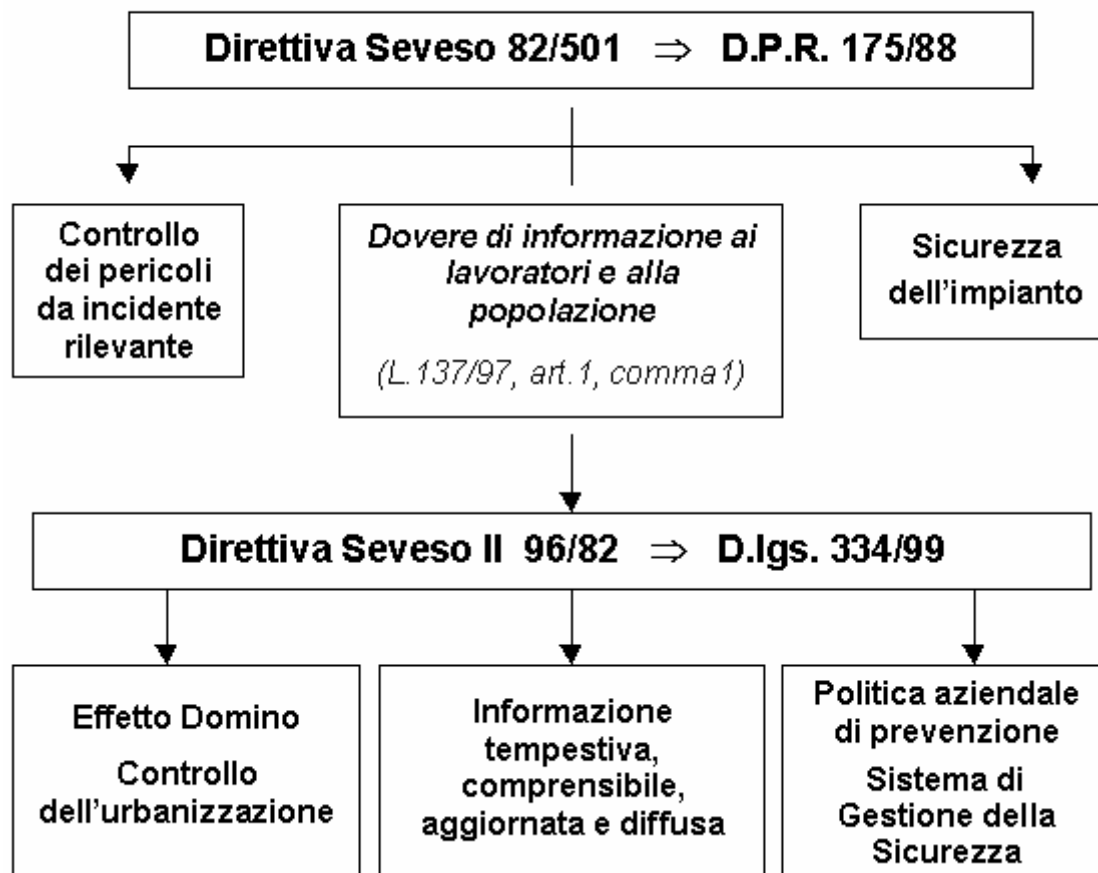 Direttiva Seveso 82/501 ⇒ D.P.R. 175/88
Controllo
dei pericoli
da incidente
rilevante
Dovere di informazione ai
lavoratori e alla
popolazione
(L.137/97, art.1, comma1)
Sicurezza
dell'impianto
Direttiva Seveso II 96/82 ⇒ D.lgs. 334/99
Effetto Domino
Controllo
dell'urbanizzazione
Informazione
tempestiva,
comprensibile,
aggiornata e diffusa
Politica aziendale
di prevenzione
Sistema di
Gestione della
Sicurezza